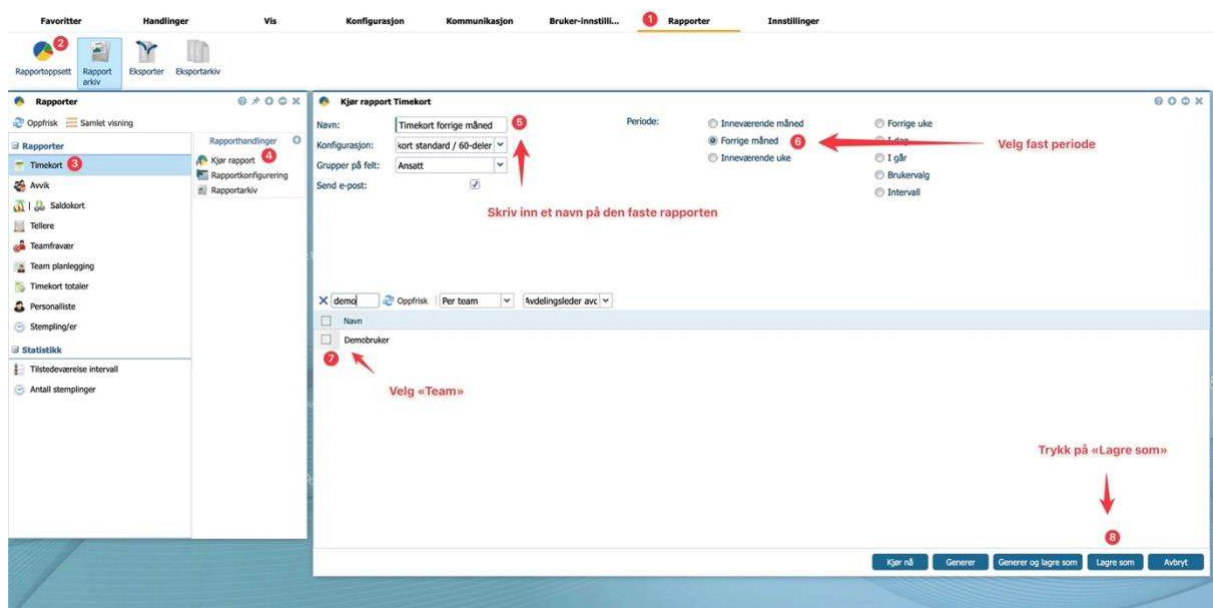 Favoritter Handlinger Vis Konfigurasjon Kommunikasjon Bruker-innstilli... 1 Rapporter Innstillinger
2
Rapportoppsett Rapport arkiv Eksporter Eksportarkiv
Rapporter
Oppfrisk Samlet visning
Rapporter
Timekort 3
Avvik
| Saldokort
Tellere
Teamfravær
Team planlegging
Timekort totaler
Personalliste
Stempling/er
Statistikk
Tilstedeværelse intervall
Antall stemplinger
Rapporthandlinger
Kjør rapport 4
Rapportkonfigurering
Rapportarkiv
Kjør rapport Timekort
Navn: Timekort forrige måned 5
Konfigurasjon: kort standard / 60-deler
Grupper på felt: Ansatt
Send e-post:
Skriv inn et navn på den faste rapporten
Periode:
Inneværende måned
Forrige måned 6
Inneværende uke
Forrige uke
I dag
I går
Brukervalg
Intervall
Velg fast periode
demo Oppfrisk Per team Avdelingsleder avd
Navn
Demobruker
7
Velg «Team»
Trykk på «Lagre som»
8
Kjør nå Generer Generer og lagre som Lagre som Avbryt